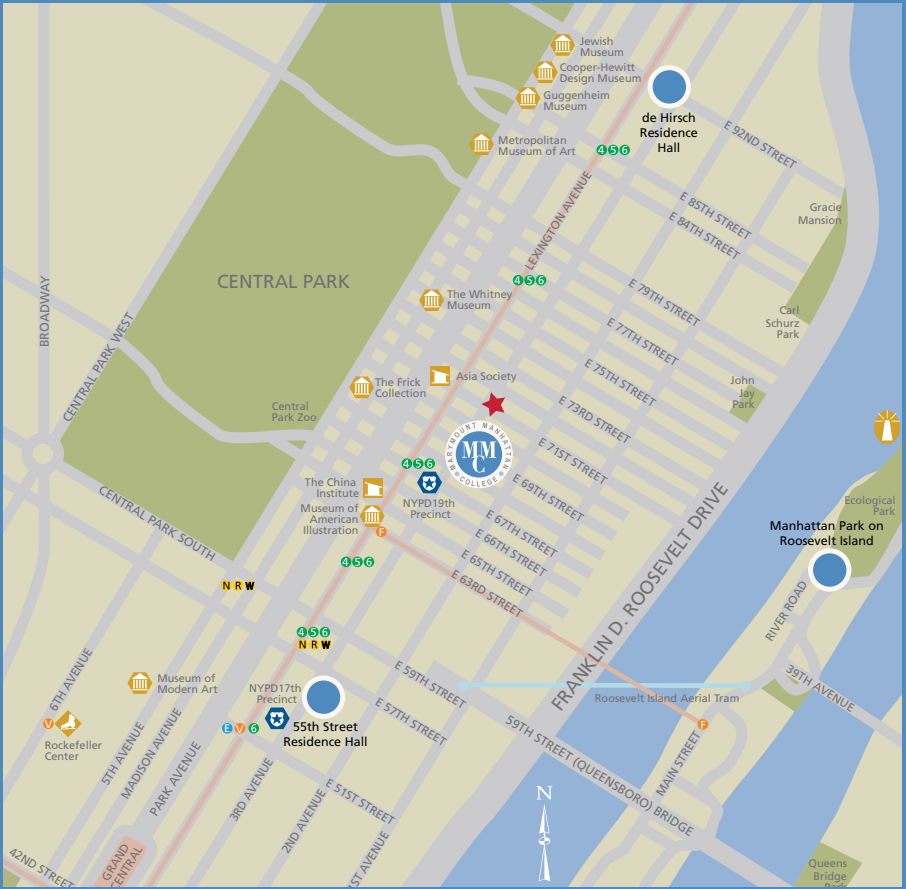 Jewish
Museum
Cooper-Hewitt
Design Museum
Guggenheim
Museum
de Hirsch
Residence
Hall
E 92ND STREET
Metropolitan
Museum of Art
4 5 6
LEXINGTON AVENUE
E 85TH STREET
E 84TH STREET
Gracie
Mansion
CENTRAL PARK
BROADWAY
CENTRAL PARK WEST
4 5 6
The Whitney
Museum
E 79TH STREET
E 77TH STREET
E 75TH STREET
E 73RD STREET
E 71ST STREET
E 69TH STREET
E 67TH STREET
E 66TH STREET
E 65TH STREET
E 63RD STREET
Carl
Schurz
Park
John
Jay
Park
Asia Society
The Frick
Collection
Central
Park Zoo
MARYMOUNT MANHATTAN
MMC
COLLEGE
4 5 6
NYPD19th
Precinct
The China
Institute
Museum of
American
Illustration
F
4 5 6
CENTRAL PARK SOUTH
N R W
4 5 6
N R W
FRANKLIN D. ROOSEVELT DRIVE
Ecological
Park
Manhattan Park on
Roosevelt Island
RIVER ROAD
39TH AVENUE
Roosevelt Island Aerial Tram
F
MAIN STREET
E 59TH STREET
E 57TH STREET
59TH STREET (QUEENSBORO) BRIDGE
6TH AVENUE
Museum of
Modern Art
NYPD17th
Precinct
55th Street
Residence Hall
V
Rockefeller
Center
E V 6
5TH AVENUE
MADISON AVENUE
PARK AVENUE
3RD AVENUE
2ND AVENUE
E 51ST STREET
AST AVENUE
42ND STREET
GRAND
CENTRAL
N
Queens
Bridge
Park